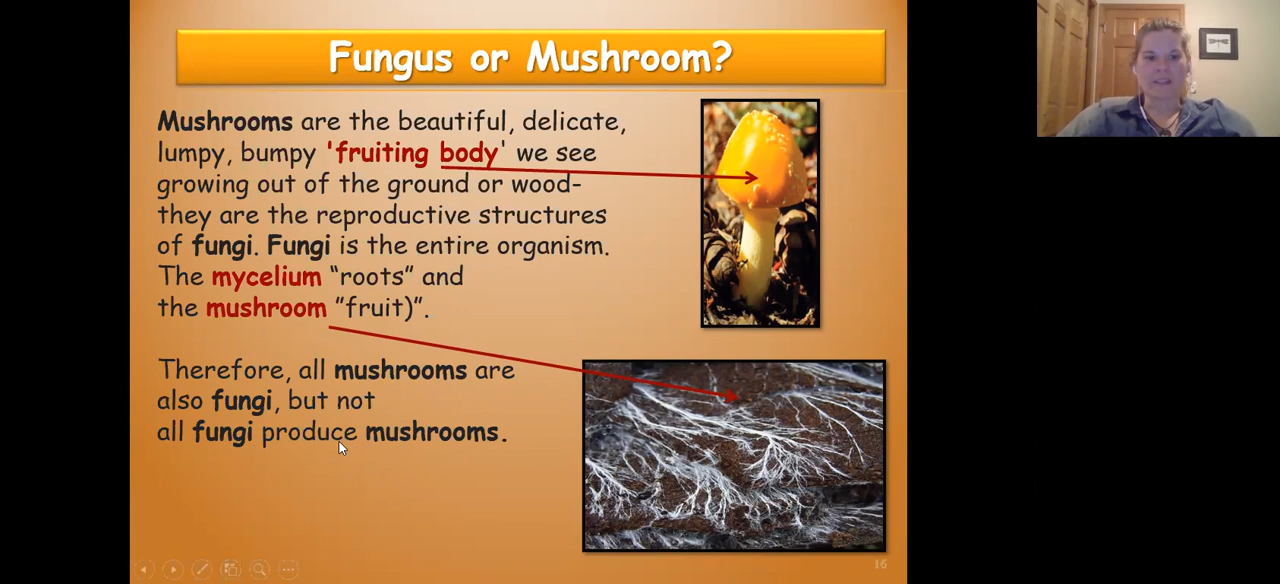 Fungus or Mushroom?
Mushrooms are the beautiful, delicate,
lumpy, bumpy 'fruiting body' we see
growing out of the ground or wood-
they are the reproductive structures
of fungi. Fungi is the entire organism.
The mycelium “roots” and
the mushroom ”fruit)”.
Therefore, all mushrooms are
also fungi, but not
all fungi produce mushrooms.
16